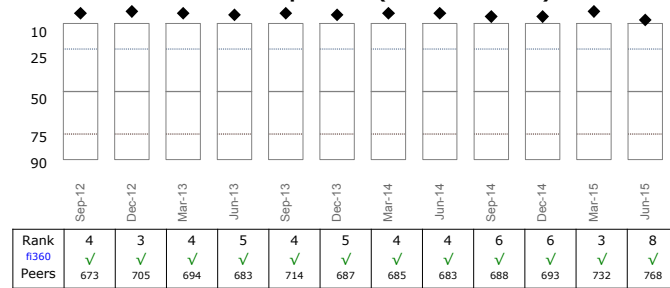 10
25
50
75
90
Sep-12 Dec-12 Mar-13 Jun-13 Sep-13 Dec-13 Mar-14 Jun-14 Sep-14 Dec-14 Mar-15 Jun-15
Rank 4 3 4 5 4 5 4 4 6 6 3 8
fi360 √ √ √ √ √ √ √ √ √ √ √ √
Peers 673 705 694 683 714 687 685 683 688 693 732 768